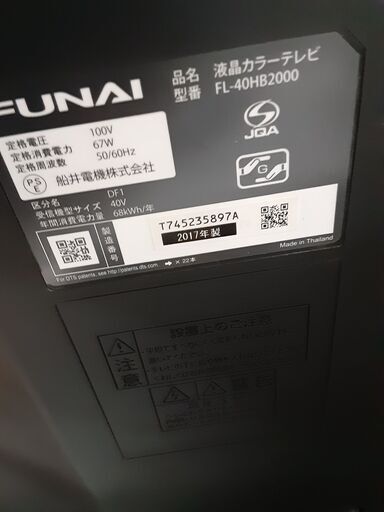 FUNAI
品名 液晶カラーテレビ
型番 FL-40HB2000
定格電圧 100V
定格消費電力 67W
定格周波数 50/60Hz
PS
E
船井電機株式会社
JQA
区分名 DF1
受信機型サイズ 40V
年間消費電力量 68kWh/年
製造番号
T745235897A
2017年製
Made in Thailand
For DTS patents, see http://patents.dts.com.
× 22本
設置上のご注意
注意